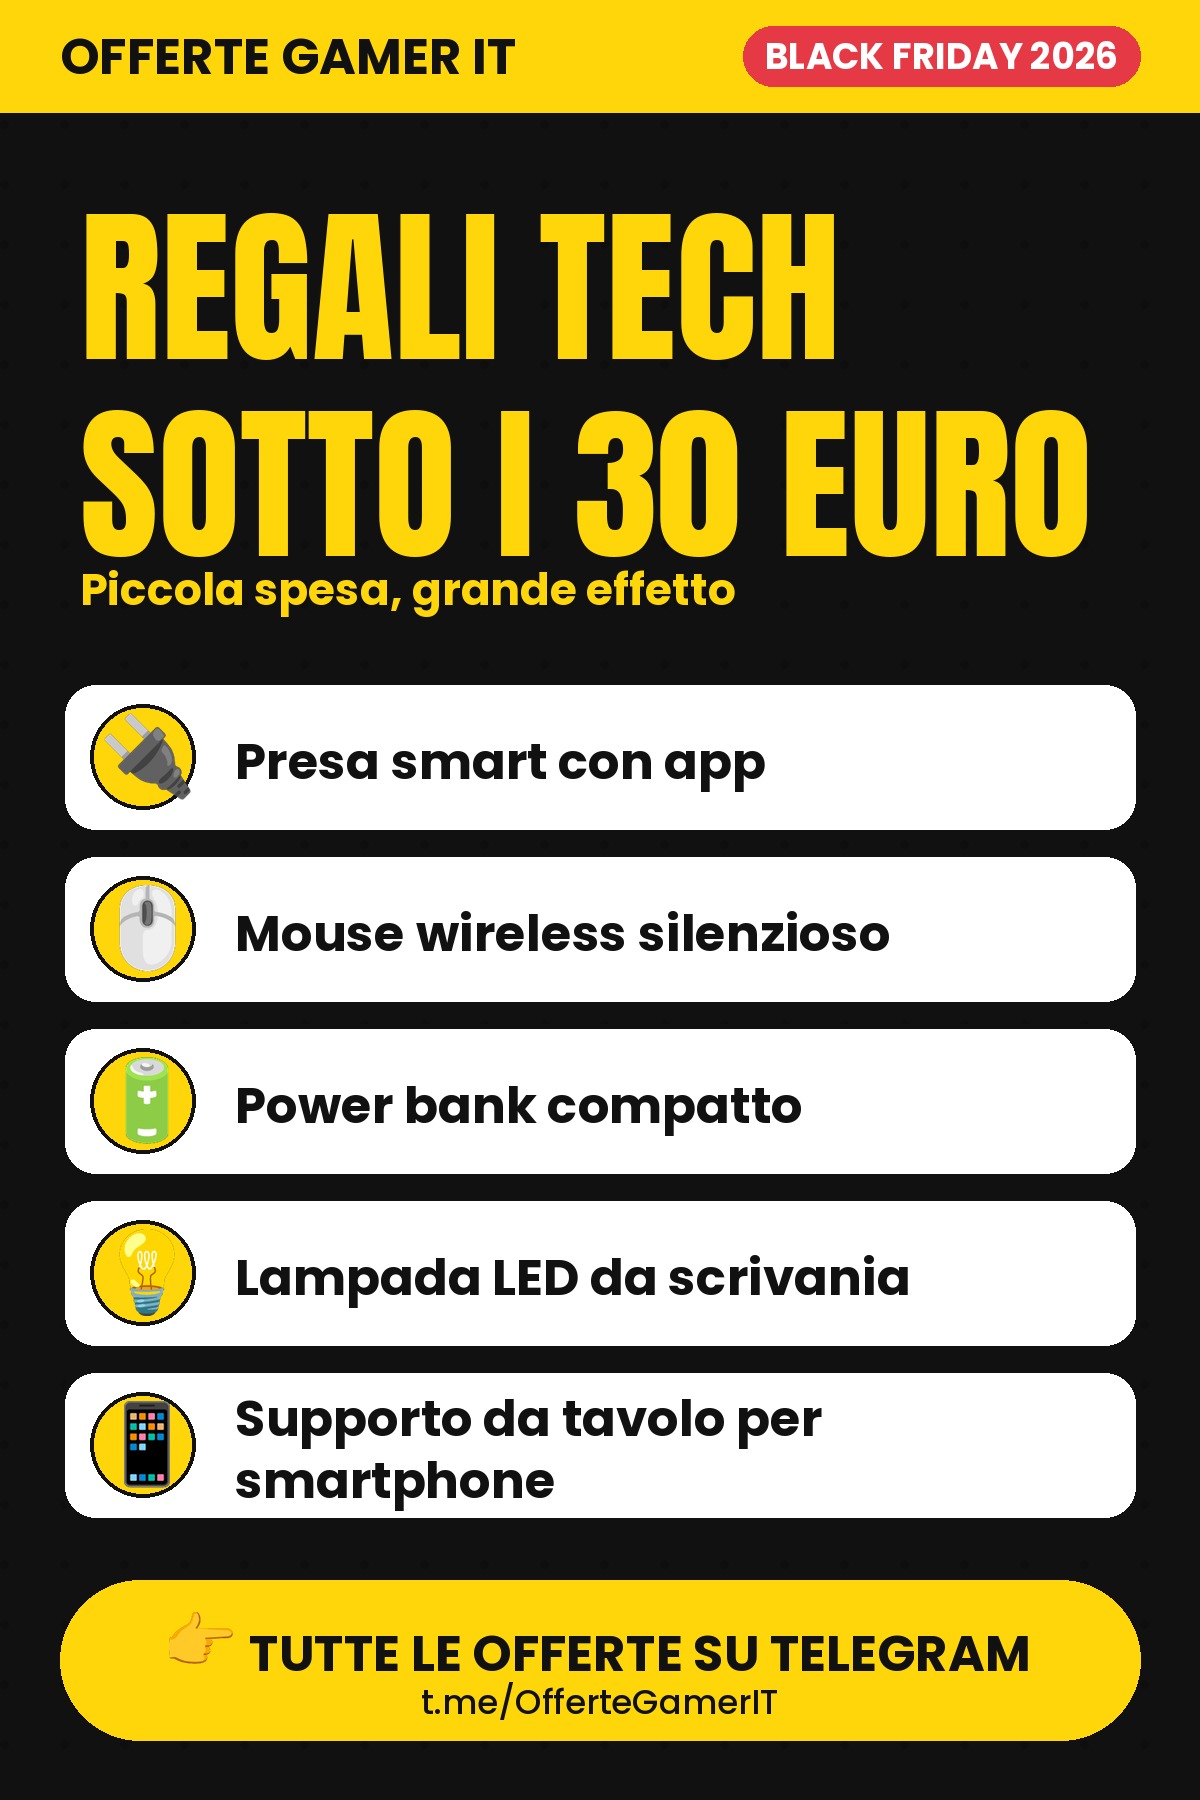 OFFERTE GAMER IT
BLACK FRIDAY 2026
REGALI TECH
SOTTO I 30 EURO
Piccola spesa, grande effetto
Presa smart con app
Mouse wireless silenzioso
Power bank compatto
Lampada LED da scrivania
Supporto da tavolo per
smartphone
TUTTE LE OFFERTE SU TELEGRAM
t.me/OfferteGamerIT